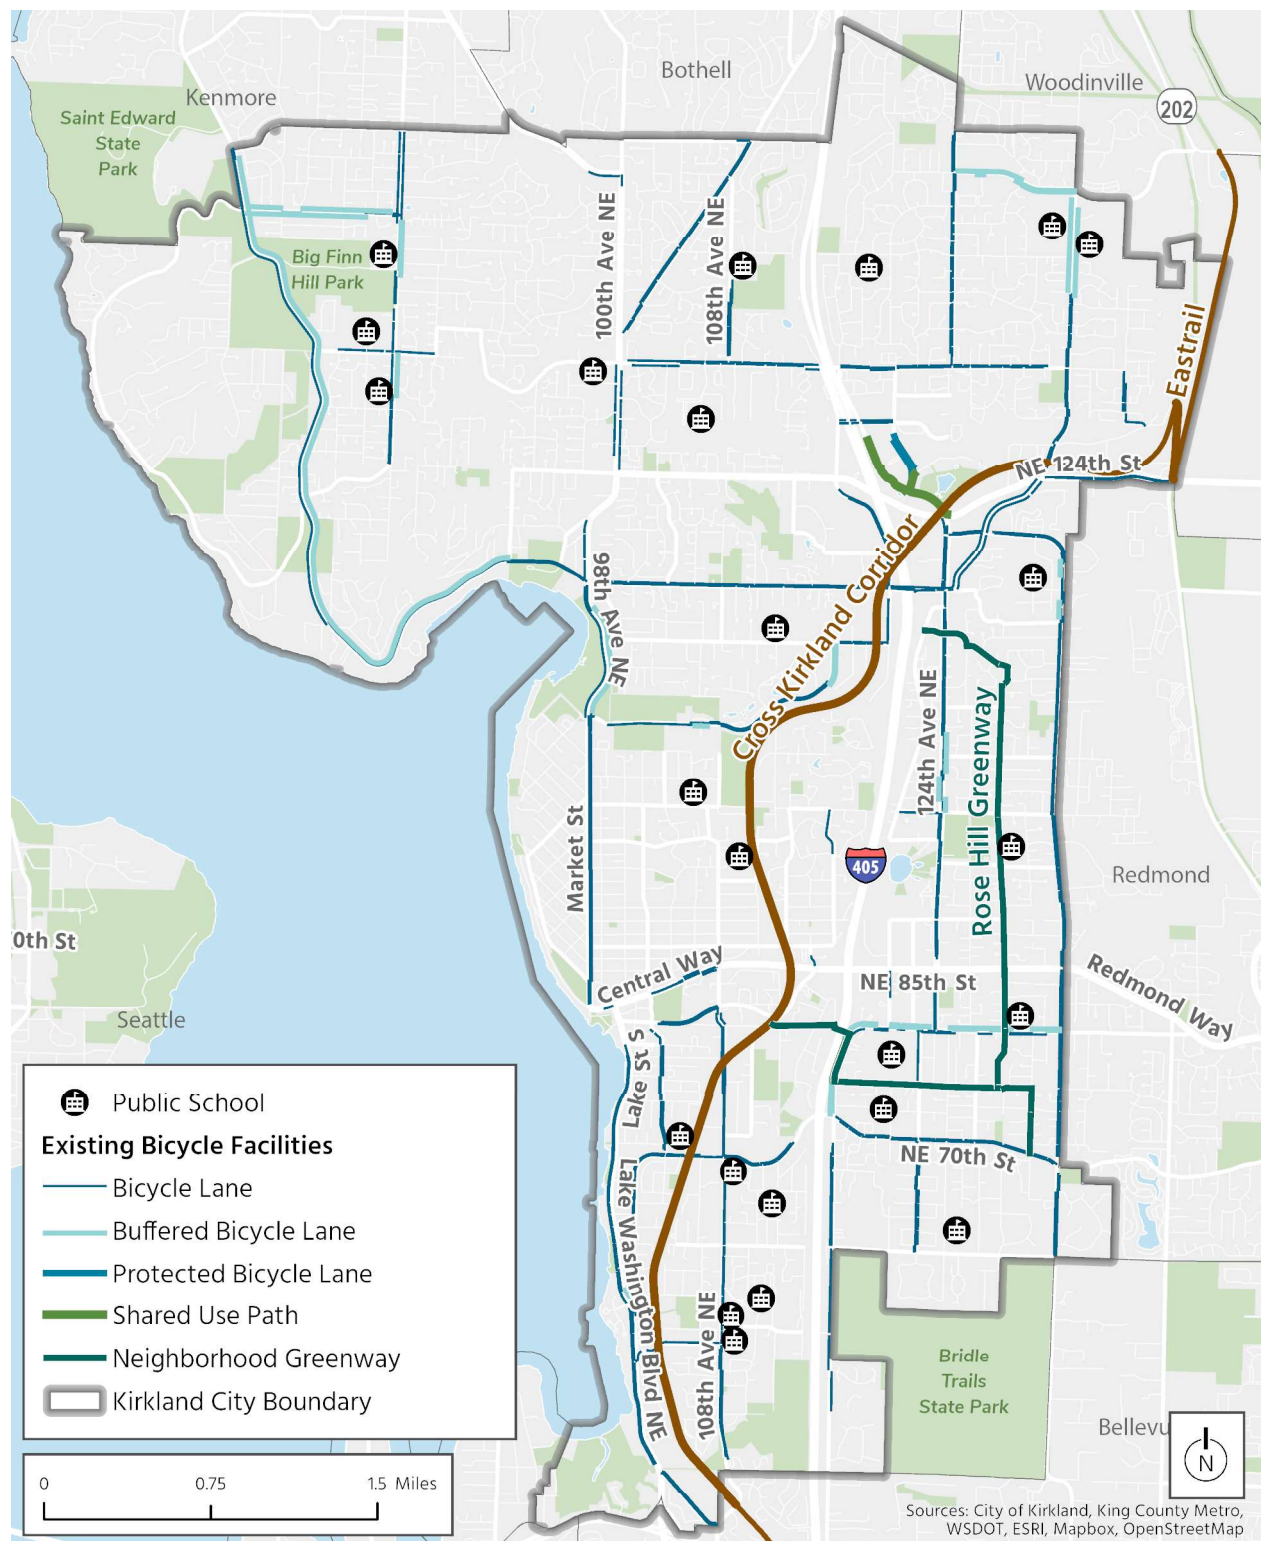 Bothell
Woodinville
Kenmore
202
Saint Edward
State
Park
100th Ave NE
108th Ave NE
Big Finn
Hill Park
Eastrail
NE 124th St
Cross Kirkland Corridor
98th Ave NE
124th Ave NE
Rose Hill Greenway
Market St
405
Redmond
0th St
Central Way
NE 85th St
Redmond Way
Seattle
Lake St S
NE 70th St
Lake Washington Blvd NE
108th Ave NE
Bridle
Trails
State Park
Bellevu
Public School
Existing Bicycle Facilities
Bicycle Lane
Buffered Bicycle Lane
Protected Bicycle Lane
Shared Use Path
Neighborhood Greenway
Kirkland City Boundary
0 0.75 1.5 Miles
N
Sources: City of Kirkland, King County Metro,
WSDOT, ESRI, Mapbox, OpenStreetMap